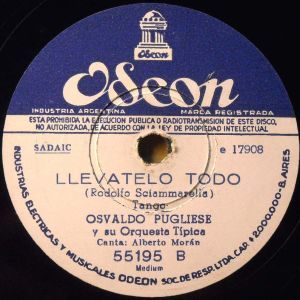 Odeon
Odeon
INDUSTRIA ARGENTINA
MARCA REGISTRADA
ESTA PROHIBIDA LA EJECUCION PUBLICA O RADIOTRANSMISION DE ESTE DISCO,
NO AUTORIZADA, DE ACUERDO CON LA LEY DE PROPIEDAD INTELECTUAL
SADAIC
e 17908
LLEVATELO TODO
(Rodolfo Sciammarella)
Tango
OSVALDO PUGLIESE
y su Orquesta Típica
Canta: Alberto Morán
55195 B
Medium
INDUSTRIAS ELECTRICAS Y MUSICALES ODEON SOC. DE RESP. LTDA. CAP. $ 2.000.000 - B. AIRES